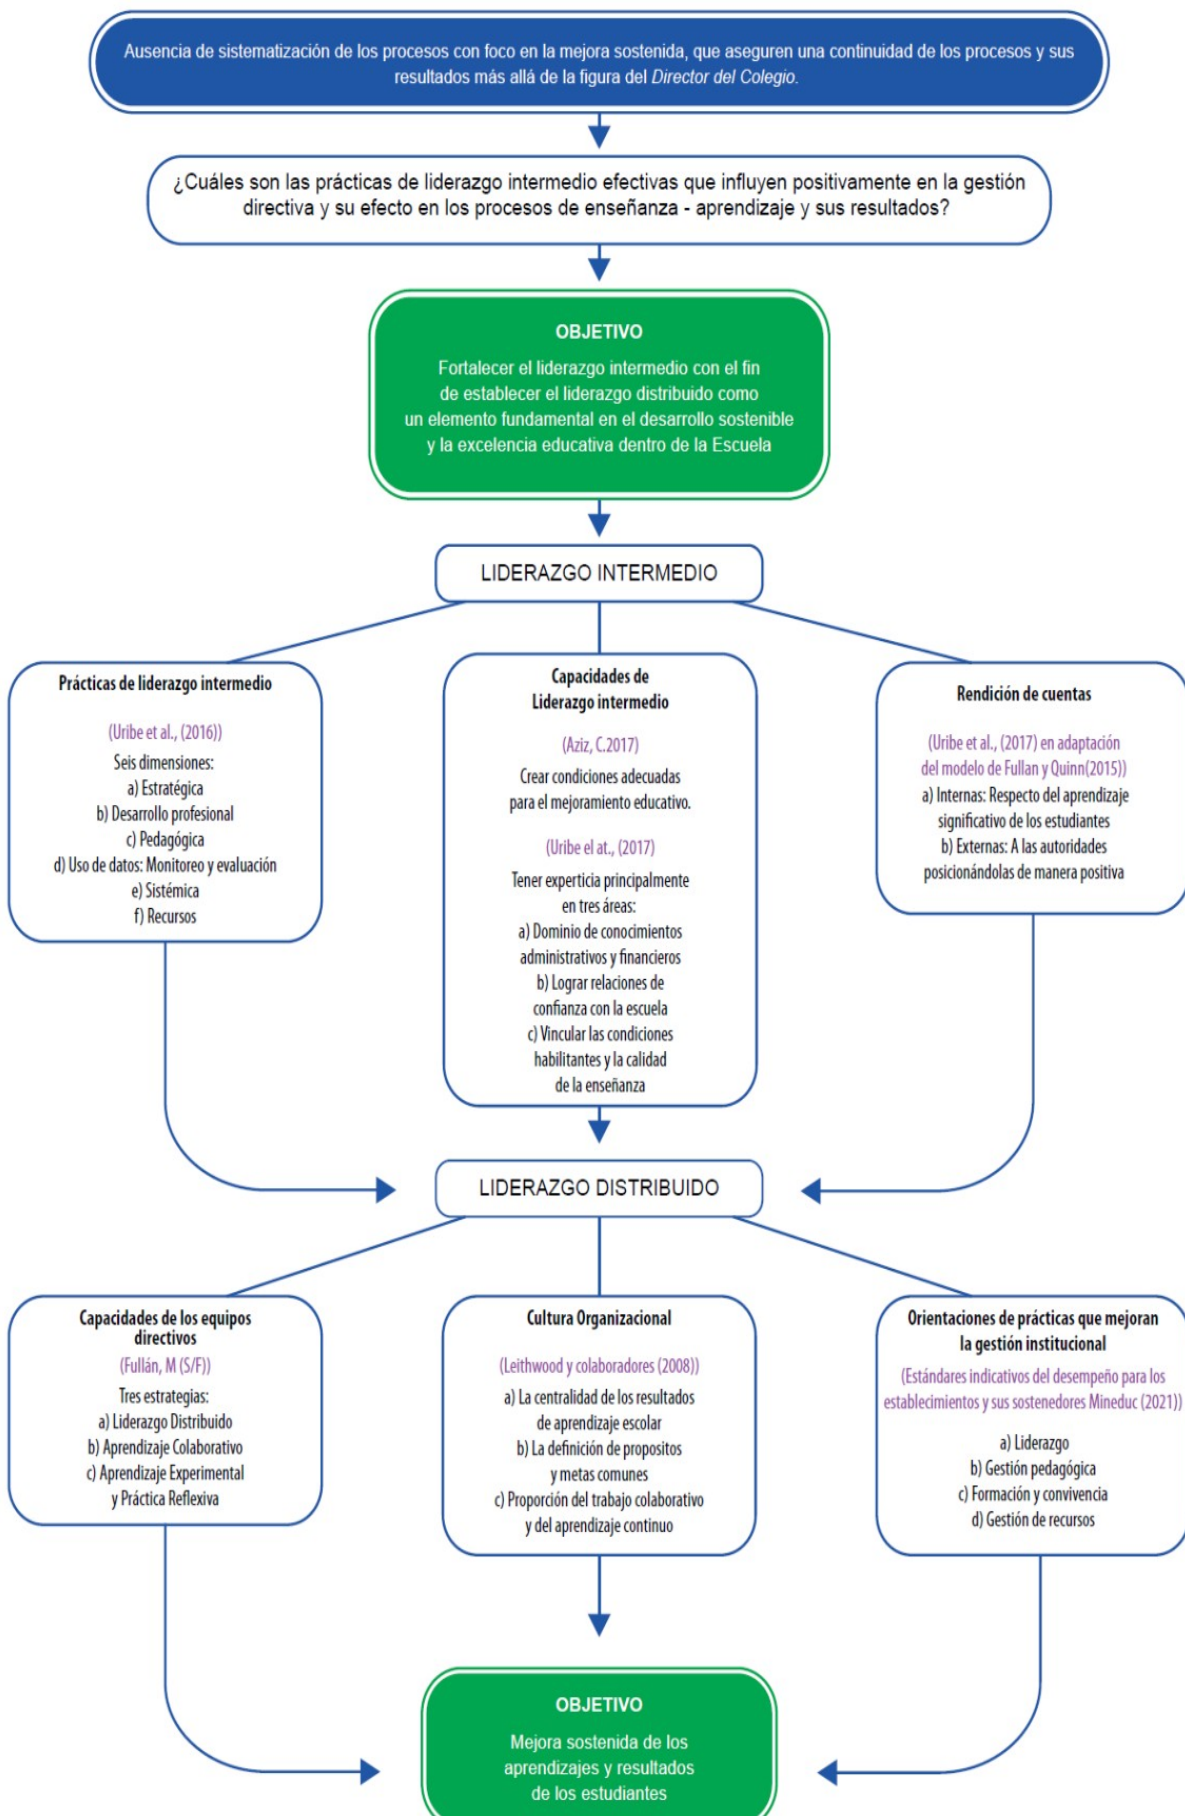 Ausencia de sistematización de los procesos con foco en la mejora sostenida, que aseguren una continuidad de los procesos y sus
resultados más allá de la figura del Director del Colegio.
¿Cuáles son las prácticas de liderazgo intermedio efectivas que influyen positivamente en la gestión
directiva y su efecto en los procesos de enseñanza - aprendizaje y sus resultados?
OBJETIVO
Fortalecer el liderazgo intermedio con el fin
de establecer el liderazgo distribuido como
un elemento fundamental en el desarrollo sostenible
y la excelencia educativa dentro de la Escuela
LIDERAZGO INTERMEDIO
Prácticas de liderazgo intermedio
(Uribe et al., (2016))
Seis dimensiones:
a) Estratégica
b) Desarrollo profesional
c) Pedagógica
d) Uso de datos: Monitoreo y evaluación
e) Sistémica
f) Recursos
Capacidades de
Liderazgo intermedio
(Aziz, C.2017)
Crear condiciones adecuadas
para el mejoramiento educativo.
(Uribe el at., (2017)
Tener experticia principalmente
en tres áreas:
a) Dominio de conocimientos
administrativos y financieros
b) Lograr relaciones de
confianza con la escuela
c) Vincular las condiciones
habilitantes y la calidad
de la enseñanza
Rendición de cuentas
(Uribe et al., (2017) en adaptación
del modelo de Fullan y Quinn(2015))
a) Internas: Respecto del aprendizaje
significativo de los estudiantes
b) Externas: A las autoridades
posicionándolas de manera positiva
LIDERAZGO DISTRIBUIDO
Capacidades de los equipos
directivos
(Fullán, M (S/F))
Tres estrategias:
a) Liderazgo Distribuido
b) Aprendizaje Colaborativo
c) Aprendizaje Experimental
y Práctica Reflexiva
Cultura Organizacional
(Leithwood y colaboradores (2008))
a) La centralidad de los resultados
de aprendizaje escolar
b) La definición de propositos
y metas comunes
c) Proporción del trabajo colaborativo
y del aprendizaje continuo
Orientaciones de prácticas que mejoran
la gestión institucional
(Estándares indicativos del desempeño para los
establecimientos y sus sostenedores Mineduc (2021))
a) Liderazgo
b) Gestión pedagógica
c) Formación y convivencia
d) Gestión de recursos
OBJETIVO
Mejora sostenida de los
aprendizajes y resultados
de los estudiantes